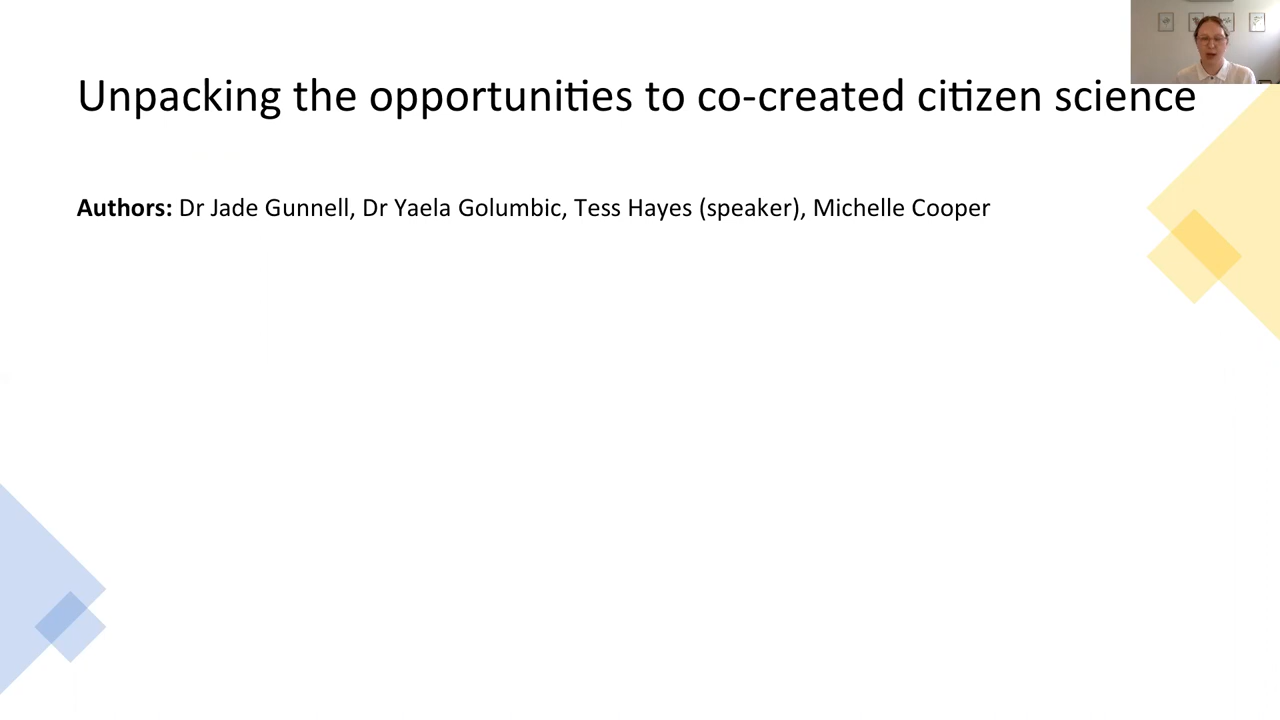 Unpacking the opportunities to co-created citizen science
Authors: Dr Jade Gunnell, Dr Yaela Golumbic, Tess Hayes (speaker), Michelle Cooper